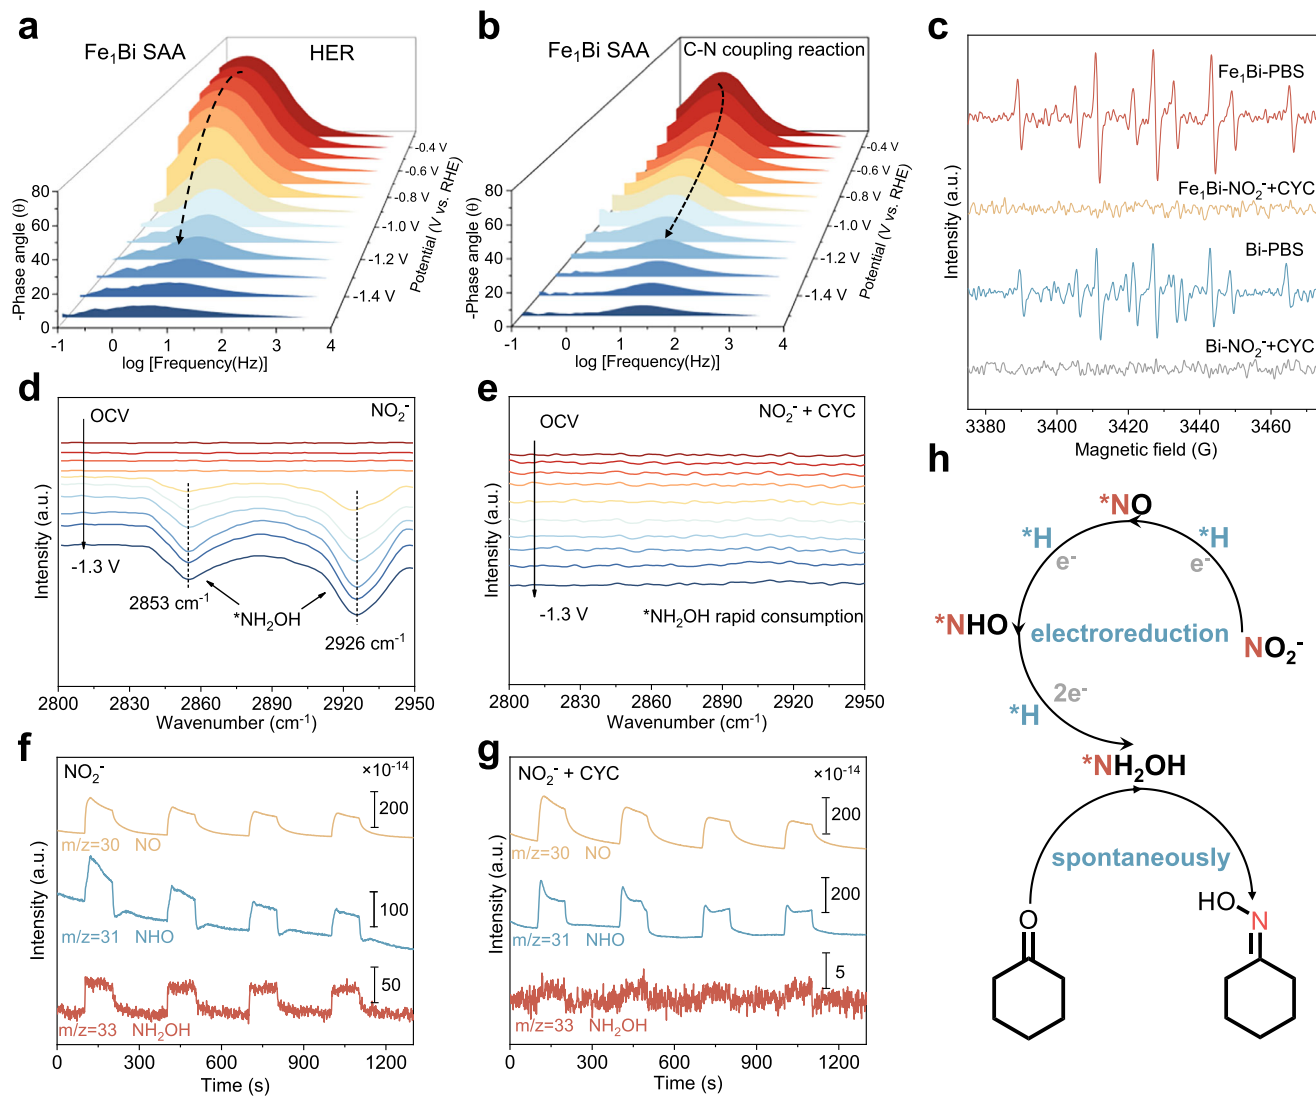 a
Fe₁Bi SAA
HER
-Phase angle (θ)
80
60
40
20
0
-1
0
1
2
3
4
log [Frequency(Hz)]
-0.4 V
-0.6 V
-0.8 V
-1.0 V
-1.2 V
-1.4 V
Potential (V vs. RHE)
b
Fe₁Bi SAA
C-N coupling reaction
-Phase angle (θ)
80
60
40
20
0
-1
0
1
2
3
4
log [Frequency(Hz)]
-0.4 V
-0.6 V
-0.8 V
-1.0 V
-1.2 V
-1.4 V
Potential (V vs. RHE)
c
Fe₁Bi-PBS
Fe₁Bi-NO₂⁻+CYC
Bi-PBS
Bi-NO₂⁻+CYC
Intensity (a.u.)
3380
3400
3420
3440
3460
Magnetic field (G)
d
OCV
NO₂⁻
-1.3 V
2853 cm⁻¹
*NH₂OH
2926 cm⁻¹
Intensity (a.u.)
2800
2830
2860
2890
2920
2950
Wavenumber (cm⁻¹)
e
NO₂⁻ + CYC
OCV
-1.3 V
*NH₂OH rapid consumption
Intensity (a.u.)
2800
2830
2860
2890
2920
2950
Wavenumber (cm⁻¹)
f
NO₂⁻
×10⁻¹⁴
200
m/z=30 NO
100
m/z=31 NHO
50
m/z=33 NH₂OH
Intensity (a.u.)
0
300
600
900
1200
Time (s)
g
NO₂⁻ + CYC
×10⁻¹⁴
200
m/z=30 NO
200
m/z=31 NHO
5
m/z=33 NH₂OH
Intensity (a.u.)
0
300
600
900
1200
Time (s)
h
*NO
*H
e⁻
*H
e⁻
*NHO
electroreduction
NO₂⁻
2e⁻
*H
*NH₂OH
spontaneously
O
HO
N